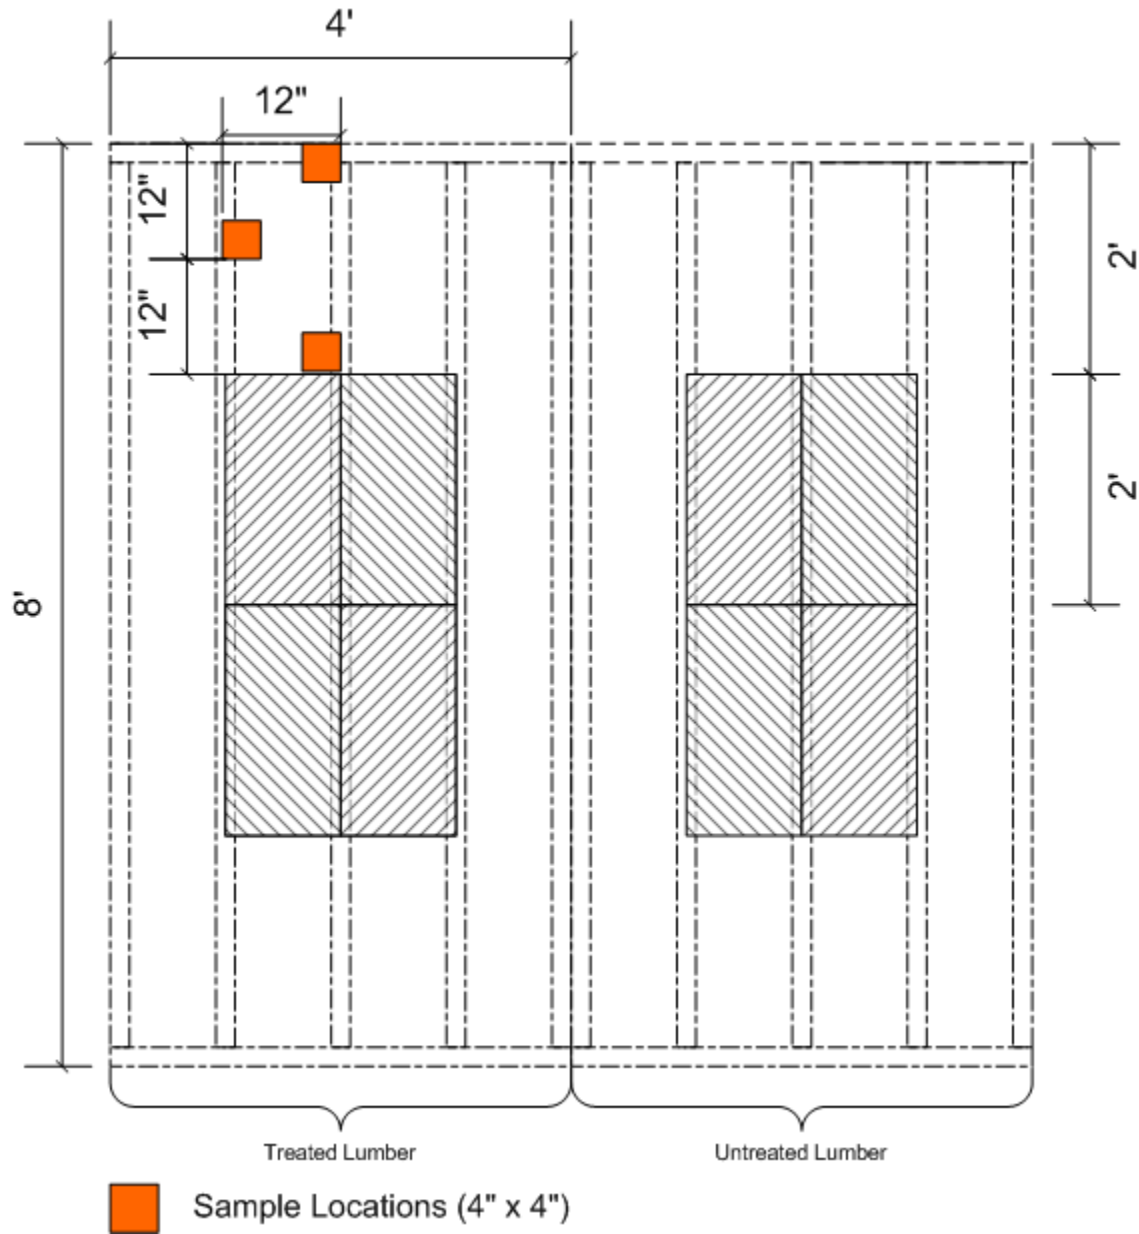 4'
12"
12"
12"
2'
2'
8'
Treated Lumber
Untreated Lumber
Sample Locations (4" x 4")